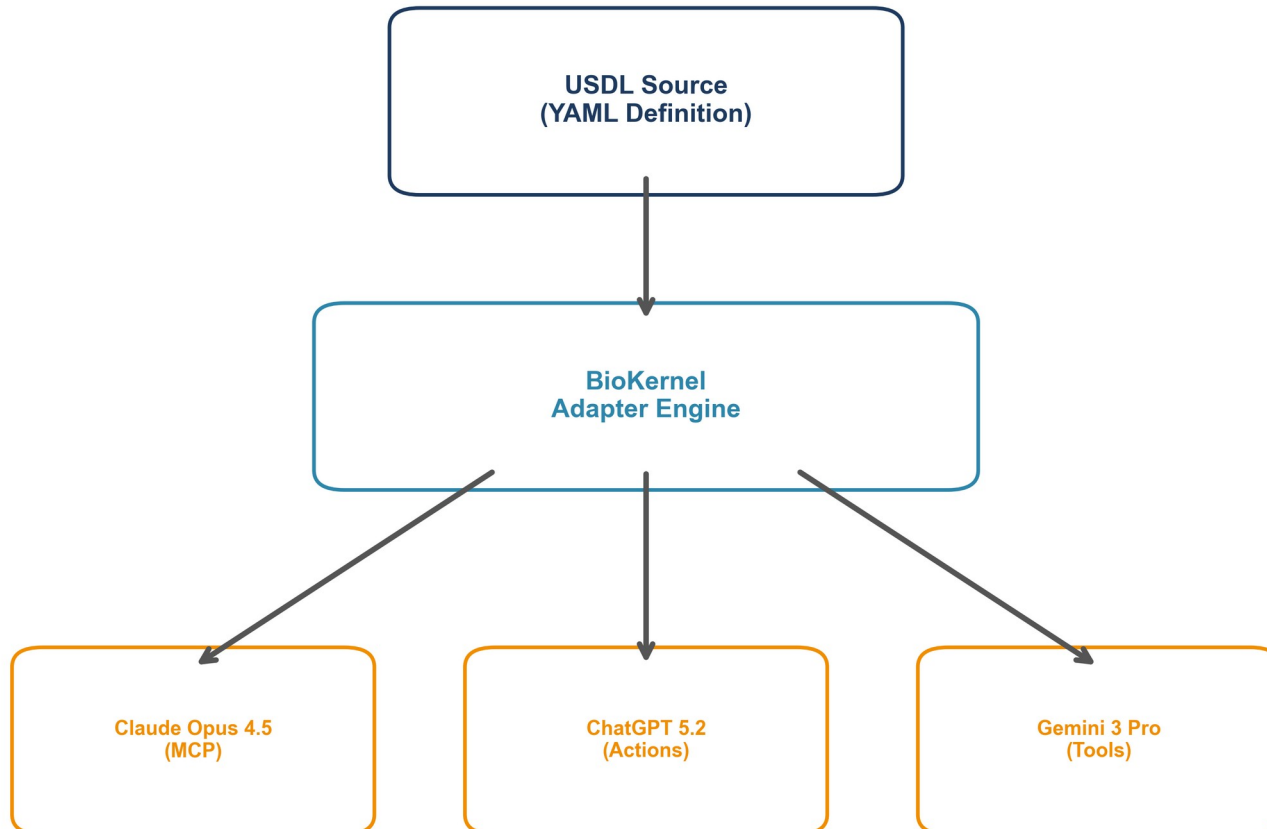 USDL Source
(YAML Definition)
BioKernel
Adapter Engine
Claude Opus 4.5
(MCP)
ChatGPT 5.2
(Actions)
Gemini 3 Pro
(Tools)